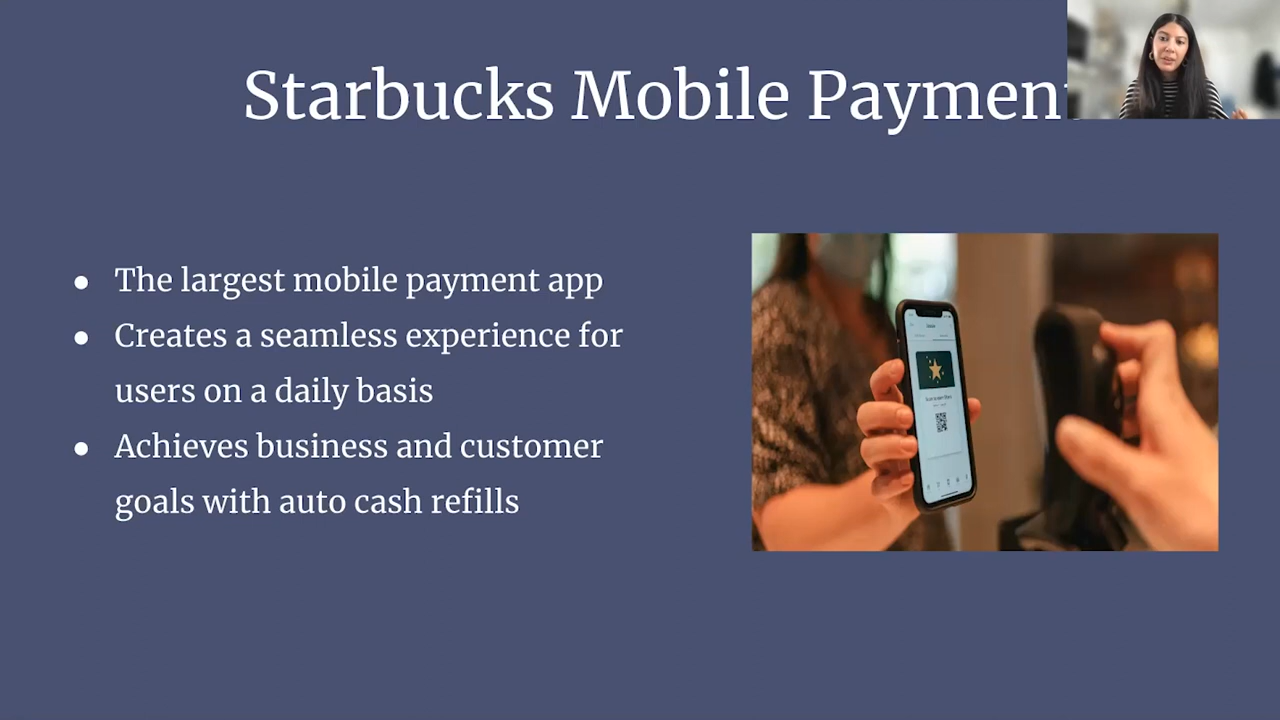 Starbucks Mobile Payment
● The largest mobile payment app
● Creates a seamless experience for
users on a daily basis
● Achieves business and customer
goals with auto cash refills